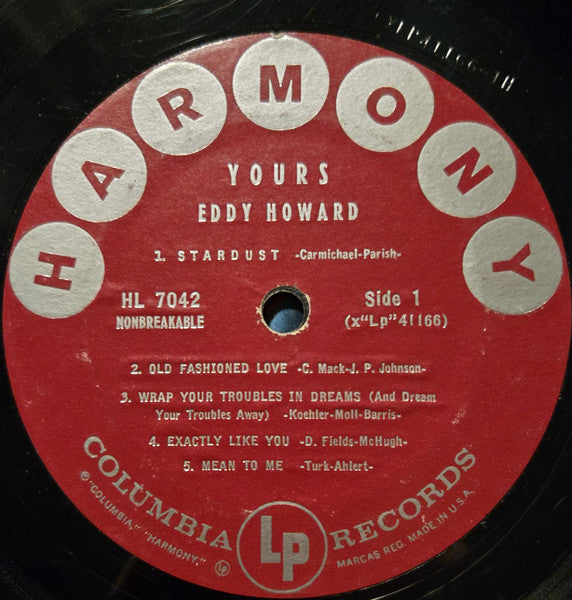 HARMONY
YOURS
EDDY HOWARD
1. STARDUST -Carmichael-Parish-
HL 7042
NONBREAKABLE
Side 1
(x"Lp"41166)
2. OLD FASHIONED LOVE -C. Mack-J. P. Johnson-
3. WRAP YOUR TROUBLES IN DREAMS (And Dream
Your Troubles Away) -Koehler-Moll-Barris-
4. EXACTLY LIKE YOU -D. Fields-McHugh-
5. MEAN TO ME -Turk-Ahlert-
COLUMBIA Lp RECORDS
® "COLUMBIA," "HARMONY," Lp
MARCAS REG. MADE IN U.S.A.